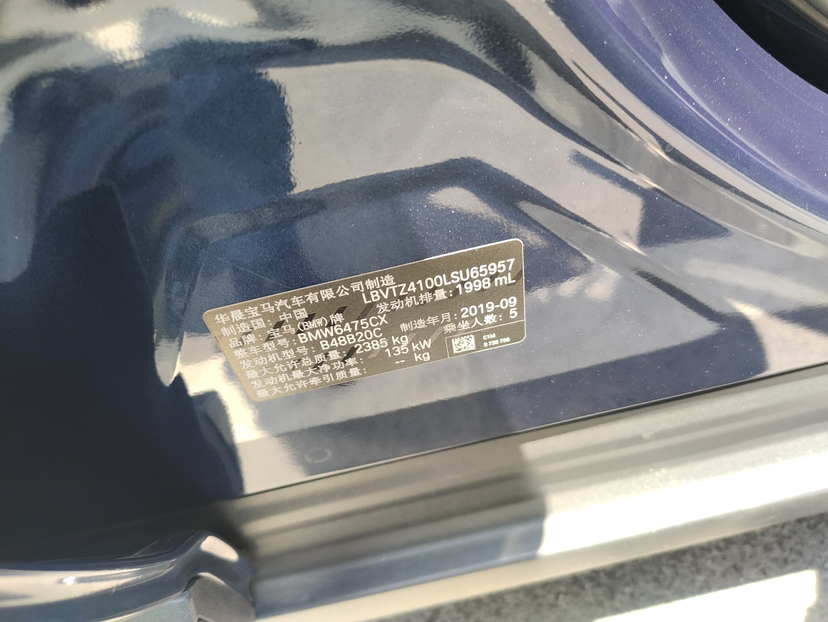 华晨宝马汽车有限公司制造
LBVTZ4100LSU65957
制造国：中国
发动机排量：1998 mL
品牌：宝马(BMW)牌
整车型号：BMW6475CX
制造年月：2019-09
发动机型号：B48B20C
乘坐人数：5
最大允许总质量：2385 kg
发动机最大净功率：135 kW
最大允许牵引质量：-- kg